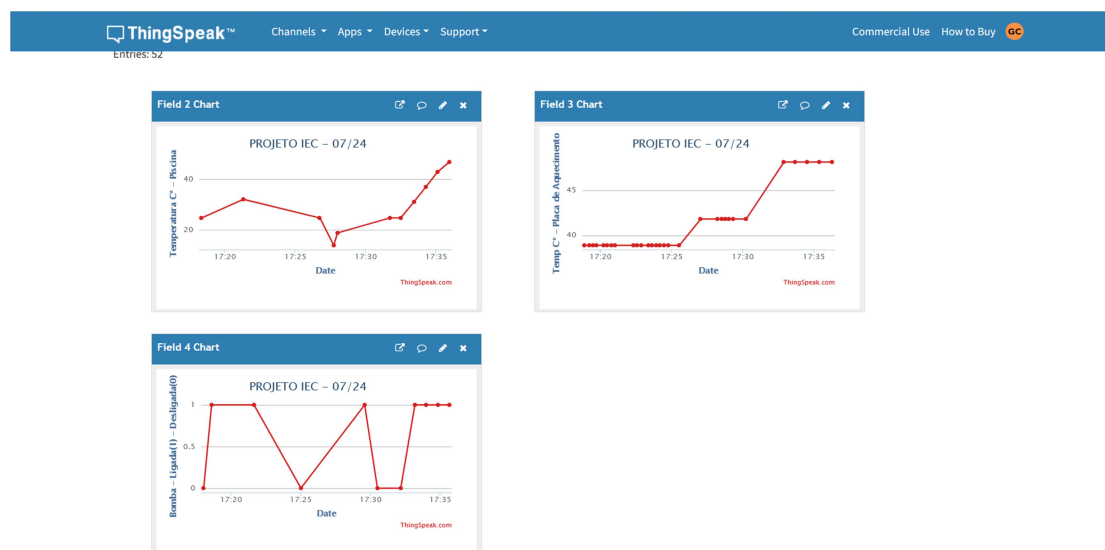 ThingSpeak™ Channels Apps Devices Support Commercial Use How to Buy GC
Entries: 52
Field 2 Chart
PROJETO IEC – 07/24
Temperatura C° – Piscina
40
20
17:20 17:25 17:30 17:35
Date
ThingSpeak.com
Field 3 Chart
PROJETO IEC – 07/24
Temp C° – Placa de Aquecimento
45
40
17:20 17:25 17:30 17:35
Date
ThingSpeak.com
Field 4 Chart
PROJETO IEC – 07/24
Bomba – Ligada(1) – Desligada(0)
1
0.5
0
17:20 17:25 17:30 17:35
Date
ThingSpeak.com